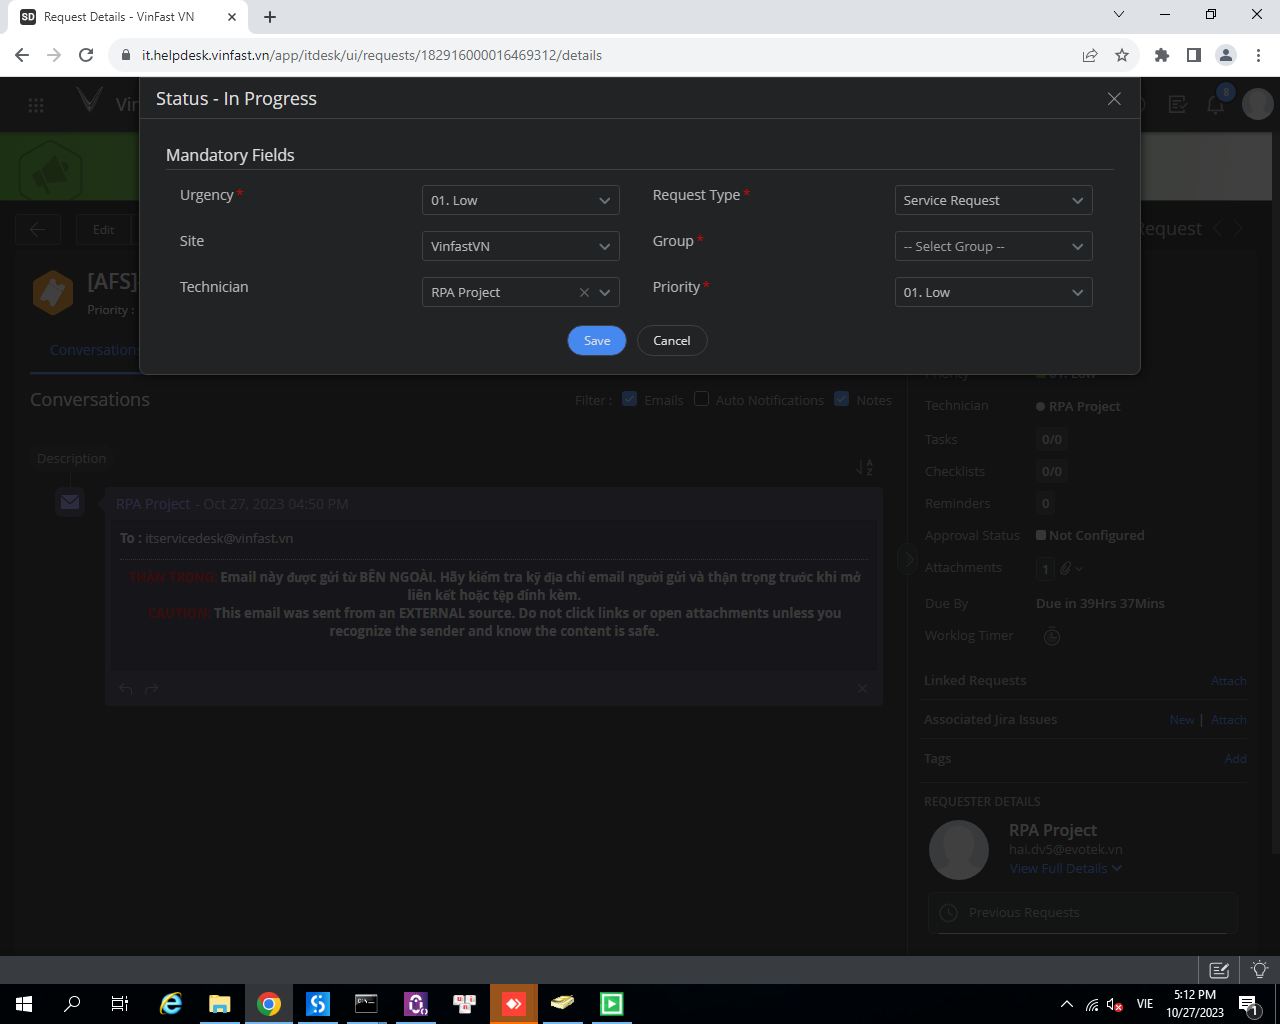 Request Details - VinFast VN
it.helpdesk.vinfast.vn/app/itdesk/ui/requests/182916000016469312/details
Status - In Progress
8
Mandatory Fields
Urgency * 01. Low Request Type * Service Request
Site VinfastVN Group * -- Select Group --
Technician RPA Project Priority * 01. Low
Save Cancel
Edit
Request
[AFS]
Priority :
Conversations
Conversations
Filter : Emails Auto Notifications Notes
Description
RPA Project - Oct 27, 2023 04:50 PM
To : itservicedesk@vinfast.vn
THẬN TRỌNG: Email này được gửi từ BÊN NGOÀI. Hãy kiểm tra kỹ địa chỉ email người gửi và thận trọng trước khi mở
liên kết hoặc tệp đính kèm.
CAUTION: This email was sent from an EXTERNAL source. Do not click links or open attachments unless you
recognize the sender and know the content is safe.
Priority 01. Low
Technician RPA Project
Tasks 0/0
Checklists 0/0
Reminders 0
Approval Status Not Configured
Attachments 1
Due By Due in 39Hrs 37Mins
Worklog Timer
Linked Requests Attach
Associated Jira Issues New | Attach
Tags Add
REQUESTER DETAILS
RPA Project
hai.dv5@evotek.vn
View Full Details
Previous Requests
VIE
5:12 PM
10/27/2023
1